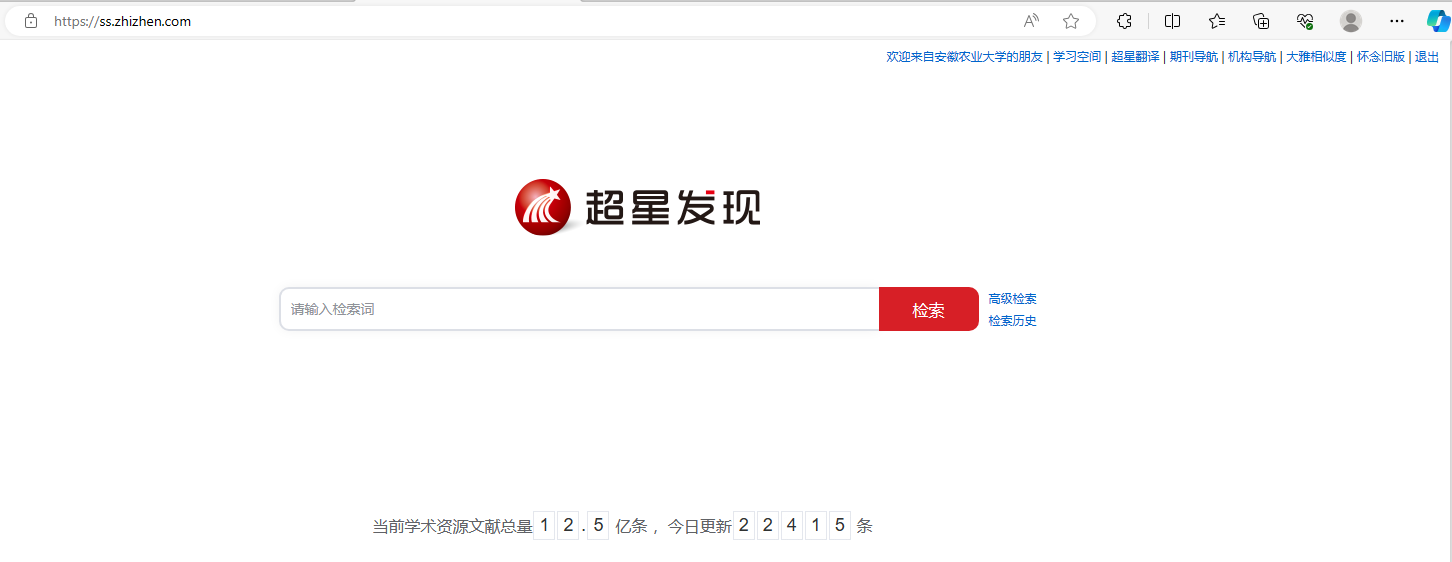 https://ss.zhizhen.com
欢迎来自安徽农业大学的朋友 | 学习空间 | 超星翻译 | 期刊导航 | 机构导航 | 大雅相似度 | 怀念旧版 | 退出
超星发现
请输入检索词
检索
高级检索
检索历史
当前学术资源文献总量12.5 亿条 ，今日更新22415 条